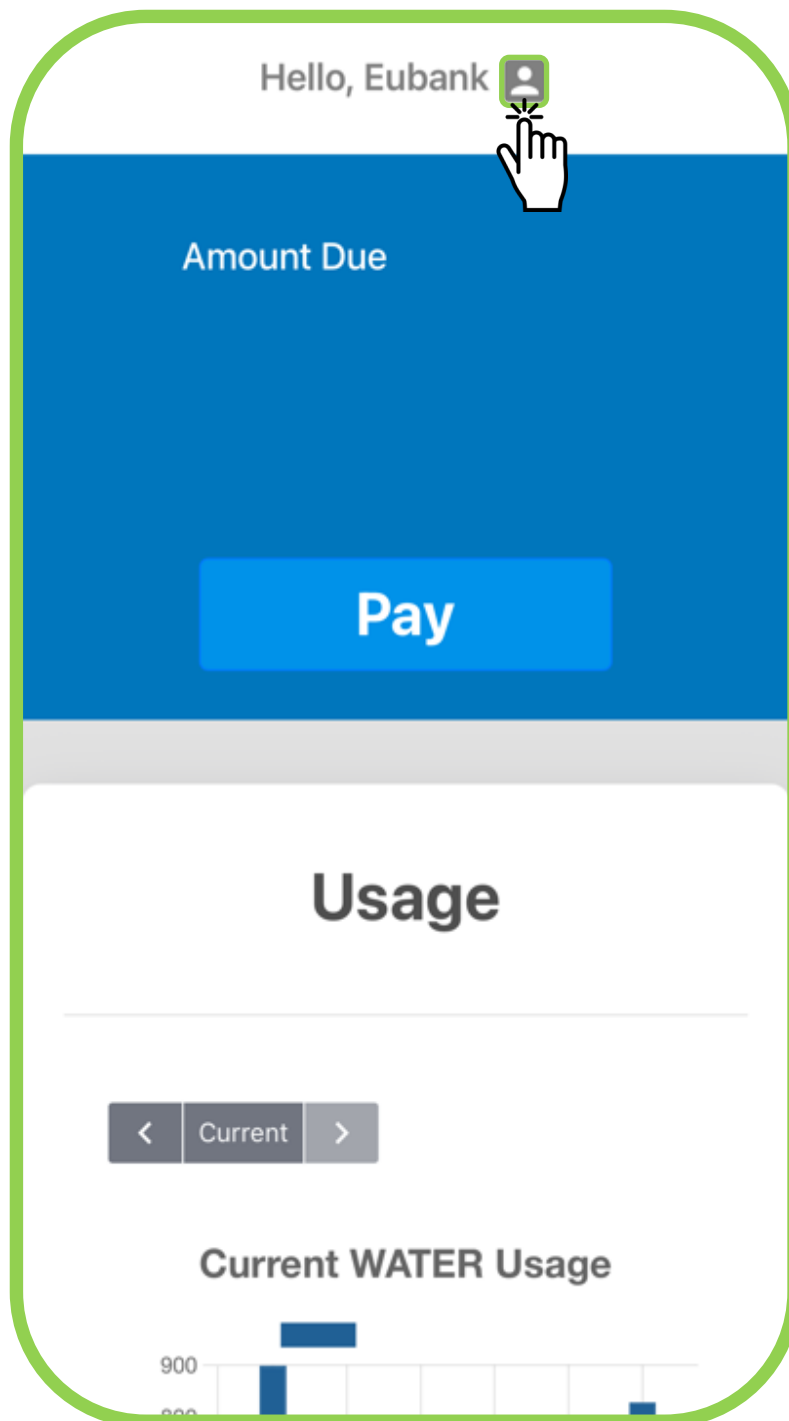 Hello, Eubank
Amount Due
Pay
Usage
Current
Current WATER Usage
900